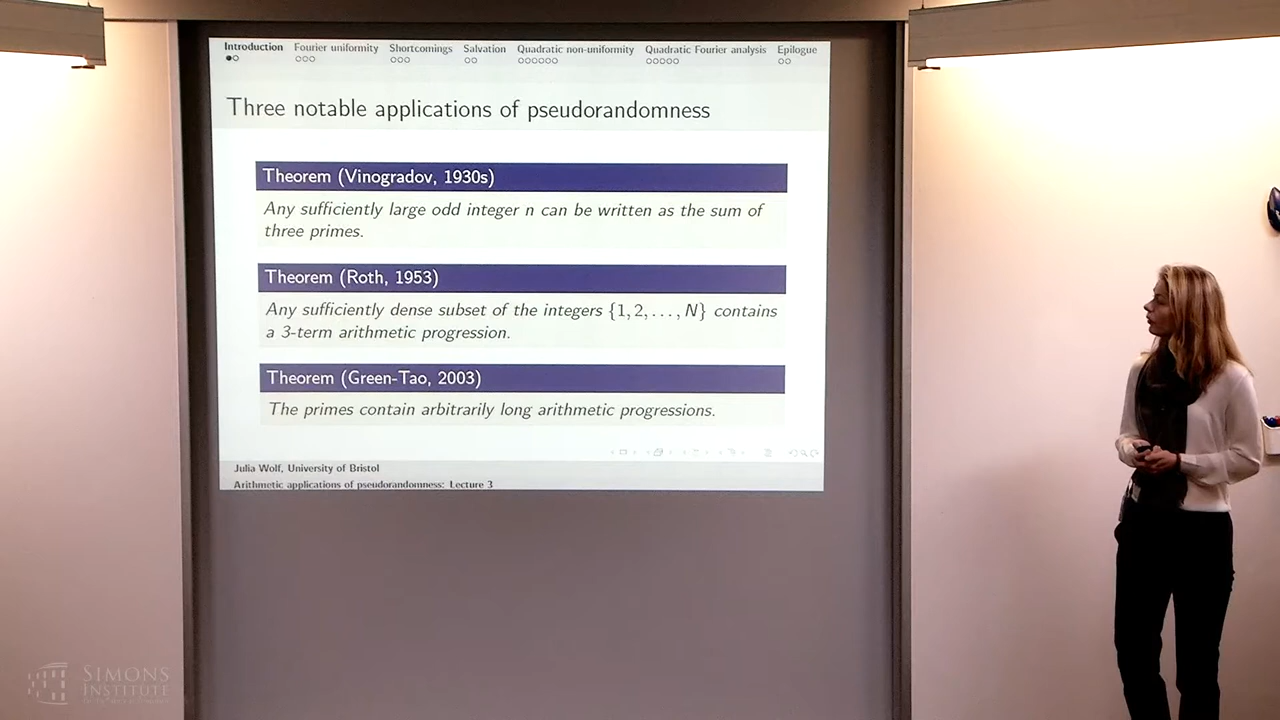 Introduction Fourier uniformity Shortcomings Salvation Quadratic non-uniformity Quadratic Fourier analysis Epilogue
Three notable applications of pseudorandomness
Theorem (Vinogradov, 1930s)
Any sufficiently large odd integer n can be written as the sum of
three primes.
Theorem (Roth, 1953)
Any sufficiently dense subset of the integers {1, 2, . . . , N} contains
a 3-term arithmetic progression.
Theorem (Green-Tao, 2003)
The primes contain arbitrarily long arithmetic progressions.
Julia Wolf, University of Bristol
Arithmetic applications of pseudorandomness: Lecture 3
SIMONS
INSTITUTE